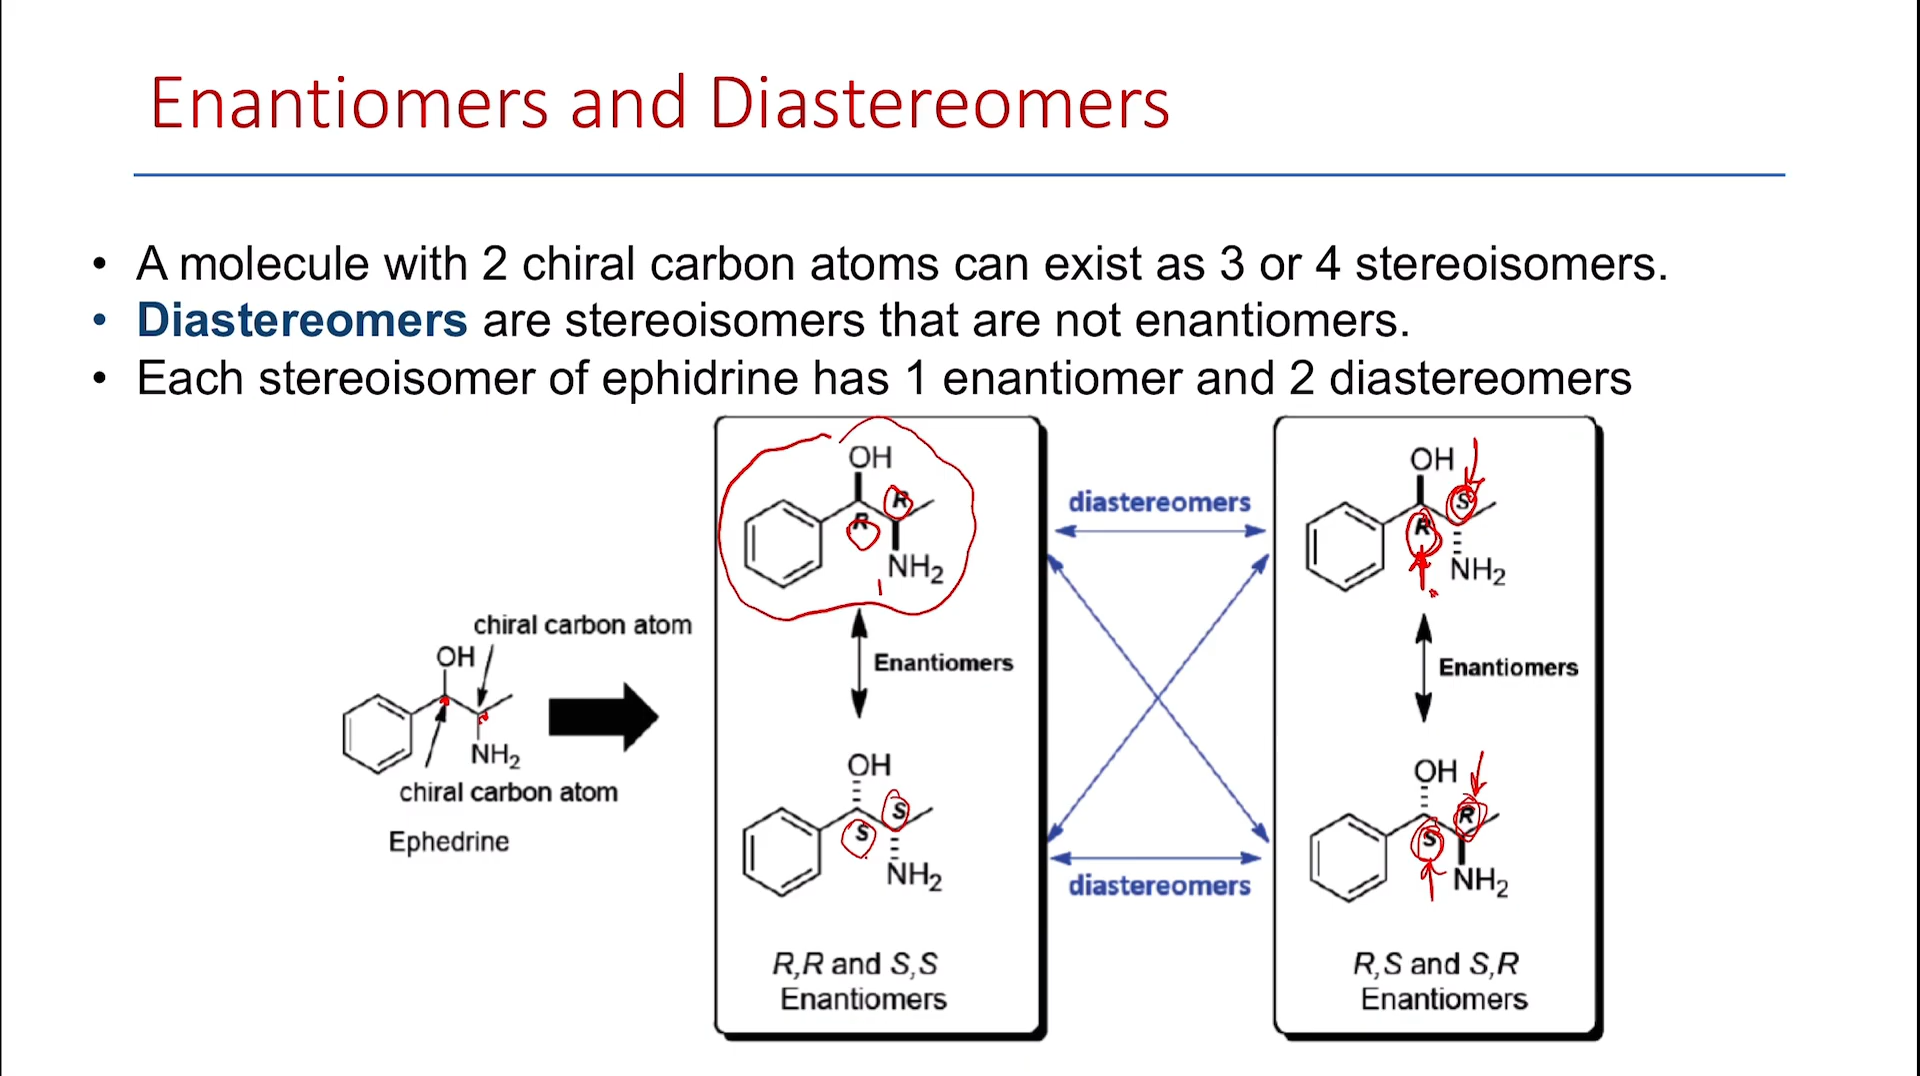 Enantiomers and Diastereomers
• A molecule with 2 chiral carbon atoms can exist as 3 or 4 stereoisomers.
• Diastereomers are stereoisomers that are not enantiomers.
• Each stereoisomer of ephidrine has 1 enantiomer and 2 diastereomers
chiral carbon atom
OH
NH2
chiral carbon atom
Ephedrine
OH
R
R
NH2
Enantiomers
OH
S
S
NH2
R,R and S,S
Enantiomers
diastereomers
diastereomers
OH
S
R
NH2
Enantiomers
OH
R
S
NH2
R,S and S,R
Enantiomers